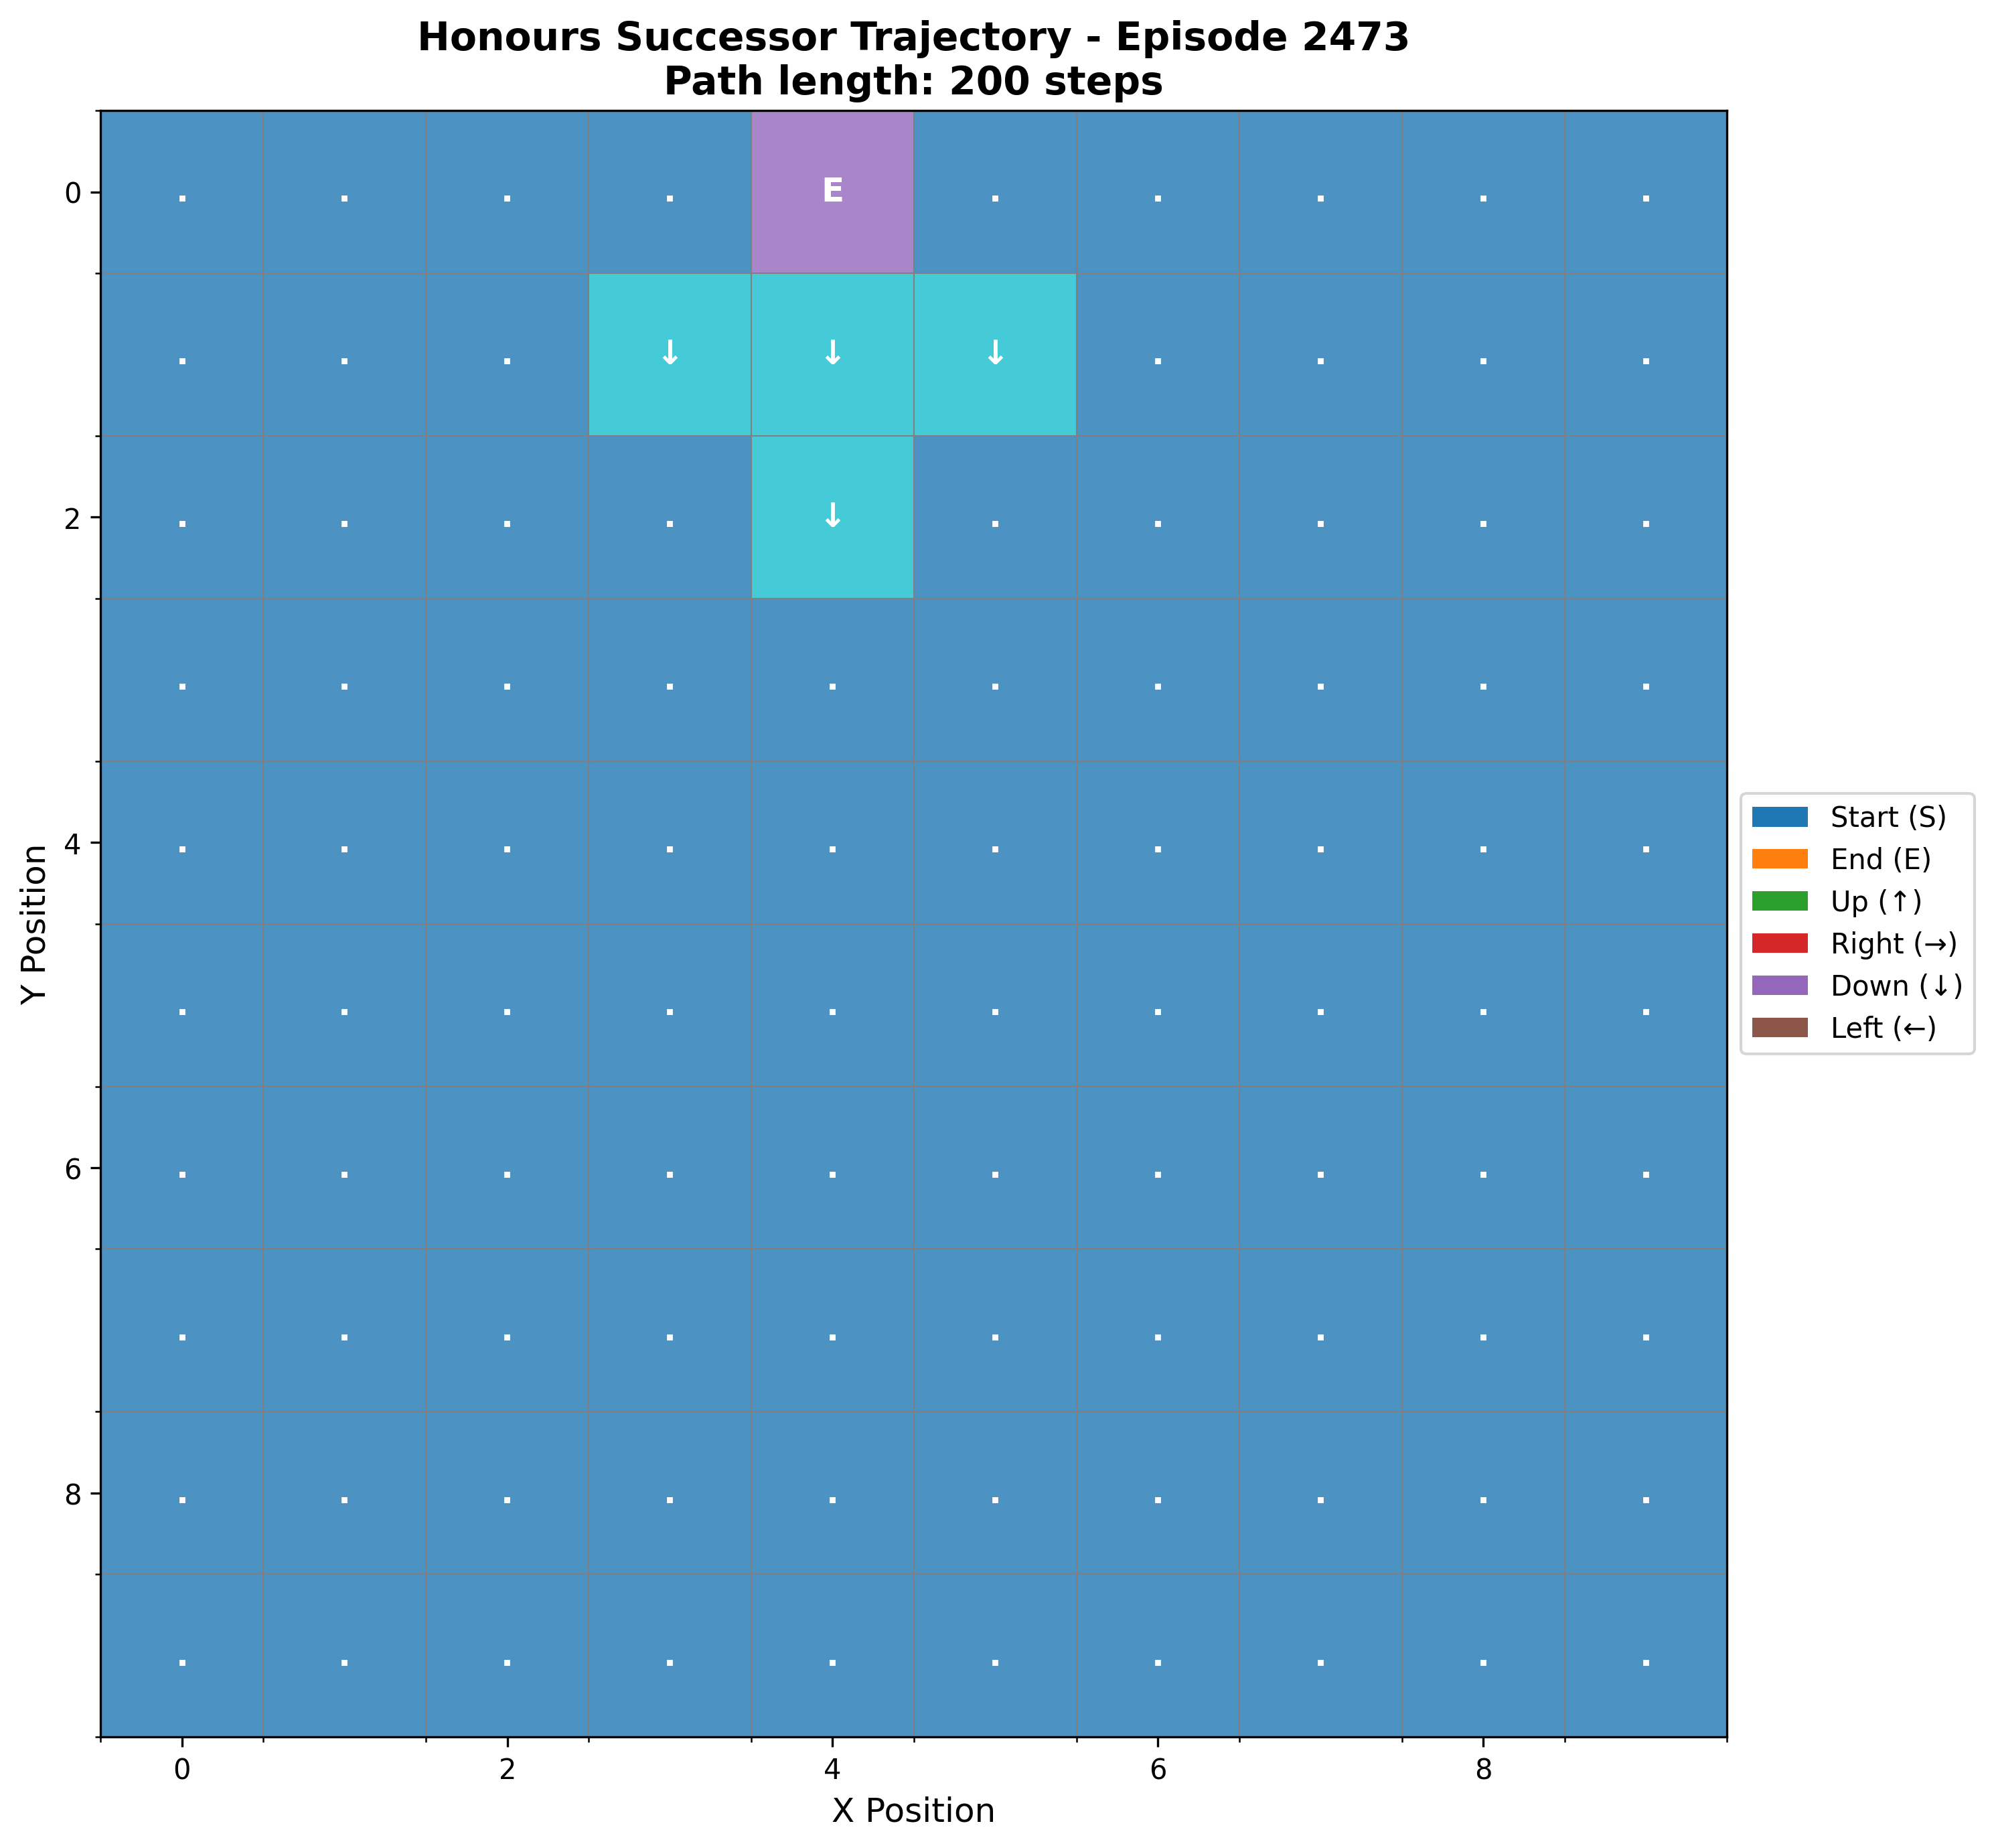 Honours Successor Trajectory - Episode 2473
Path length: 200 steps
0 . . . . E . . . . .
. . . ↓ ↓ ↓ . . . .
2 . . . . ↓ . . . . .
. . . . . . . . . .
4 . . . . . . . . . .
. . . . . . . . . .
6 . . . . . . . . . .
. . . . . . . . . .
8 . . . . . . . . . .
. . . . . . . . . .
0 2 4 6 8
X Position
Y Position
Start (S)
End (E)
Up (↑)
Right (→)
Down (↓)
Left (←)